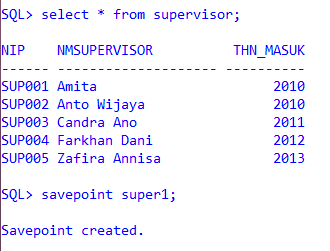 SQL> select * from supervisor;
NIP    NMSUPERVISOR          THN_MASUK
------ -------------------- ----------
SUP001 Amita                      2010
SUP002 Anto Wijaya                2010
SUP003 Candra Ano                 2011
SUP004 Farkhan Dani               2012
SUP005 Zafira Annisa              2013
SQL> savepoint super1;
Savepoint created.